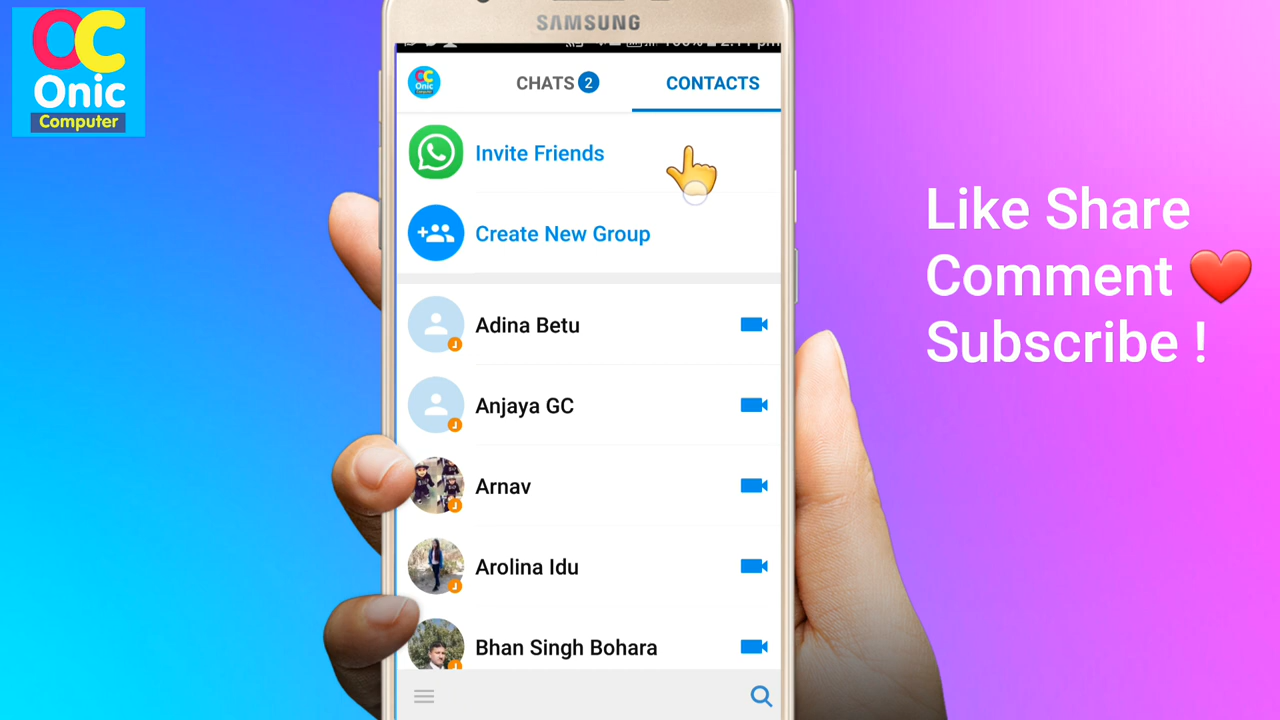 OC
Onic
Computer
SAMSUNG
CHATS 2
CONTACTS
Invite Friends
Create New Group
Adina Betu
Anjaya GC
Arnav
Arolina Idu
Bhan Singh Bohara
Like Share
Comment ❤️
Subscribe !